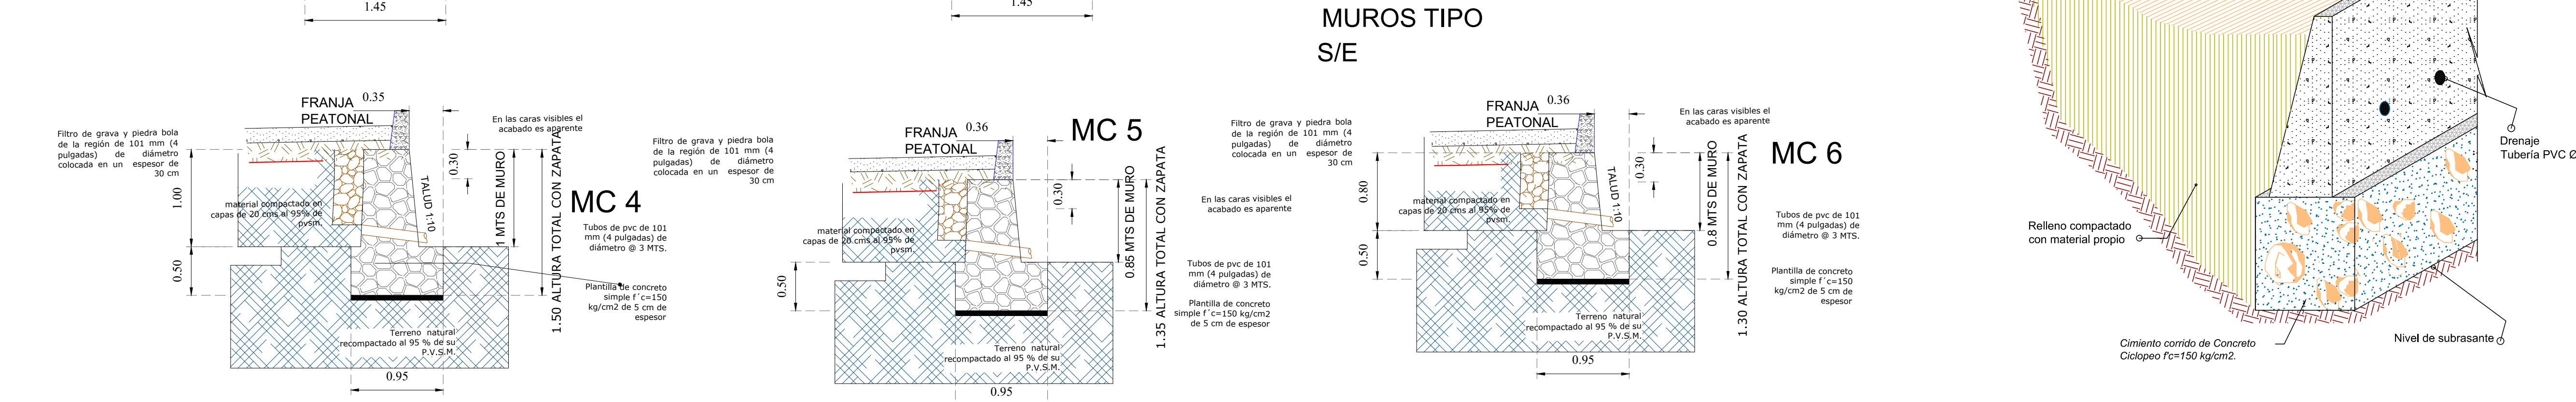 1.45
1.45
MUROS TIPO
S/E
FRANJA
PEATONAL
0.35
Filtro de grava y piedra bola
de la región de 101 mm (4
pulgadas) de diámetro
colocada en un espesor de
30 cm
En las caras visibles el
acabado es aparente
1.00
0.50
0.30
TALUD 1:10
1 MTS DE MURO
1.50 ALTURA TOTAL CON ZAPATA
MC 4
material compactado en
capas de 20 cms al 95% de
pvsm.
Tubos de pvc de 101
mm (4 pulgadas) de
diámetro @ 3 MTS.
Plantilla de concreto
simple f´c=150
kg/cm2 de 5 cm de
espesor
Terreno natural
recompactado al 95 % de su
P.V.S.M.
0.95
Filtro de grava y piedra bola
de la región de 101 mm (4
pulgadas) de diámetro
colocada en un espesor de
30 cm
FRANJA
PEATONAL
0.36
MC 5
0.30
0.85 MTS DE MURO
1.35 ALTURA TOTAL CON ZAPATA
material compactado en
capas de 20 cms al 95% de
pvsm.
0.50
En las caras visibles el
acabado es aparente
Tubos de pvc de 101
mm (4 pulgadas) de
diámetro @ 3 MTS.
Plantilla de concreto
simple f´c=150 kg/cm2
de 5 cm de espesor
Terreno natural
recompactado al 95 % de su
P.V.S.M.
0.95
Filtro de grava y piedra bola
de la región de 101 mm (4
pulgadas) de diámetro
colocada en un espesor de
30 cm
FRANJA
PEATONAL
0.36
En las caras visibles el
acabado es aparente
0.80
0.50
0.30
TALUD 1:10
0.8 MTS DE MURO
1.30 ALTURA TOTAL CON ZAPATA
MC 6
material compactado en
capas de 20 cms al 95% de
pvsm.
Tubos de pvc de 101
mm (4 pulgadas) de
diámetro @ 3 MTS.
Plantilla de concreto
simple f´c=150
kg/cm2 de 5 cm de
espesor
Terreno natural
recompactado al 95 % de su
P.V.S.M.
0.95
Drenaje
Tubería PVC Ø
Relleno compactado
con material propio
Cimiento corrido de Concreto
Ciclopeo f'c=150 kg/cm2.
Nivel de subrasante